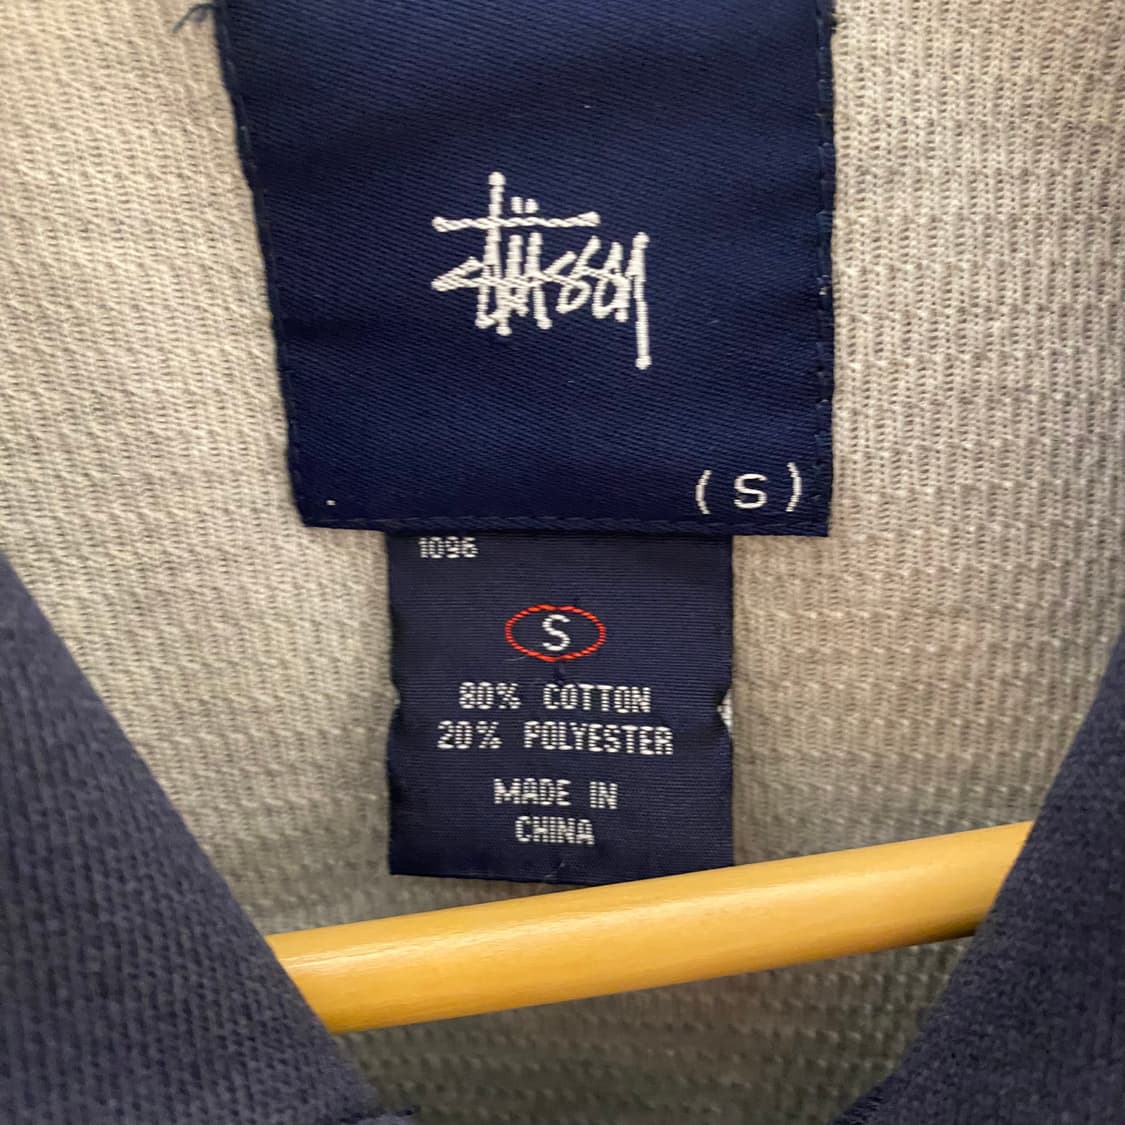 Stüssy
( S )
1096
S
80% COTTON
20% POLYESTER
MADE IN
CHINA